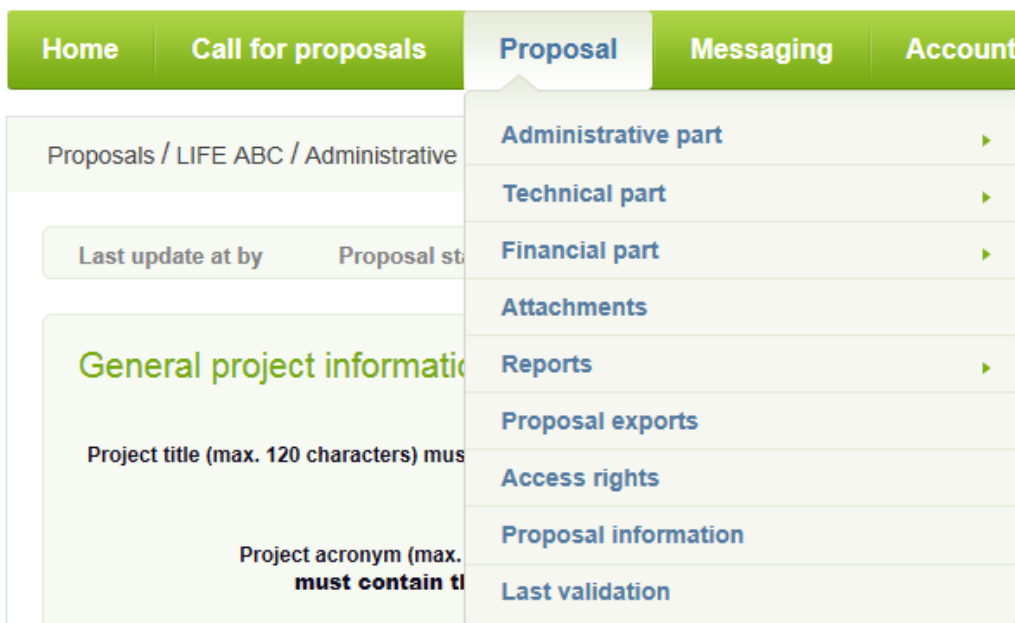 Home Call for proposals Proposal Messaging Account
Administrative part
Proposals / LIFE ABC / Administrative
Technical part
Last update at by Proposal sta
Financial part
Attachments
General project informatio
Reports
Proposal exports
Project title (max. 120 characters) mus
Access rights
Proposal information
Project acronym (max.
must contain th
Last validation